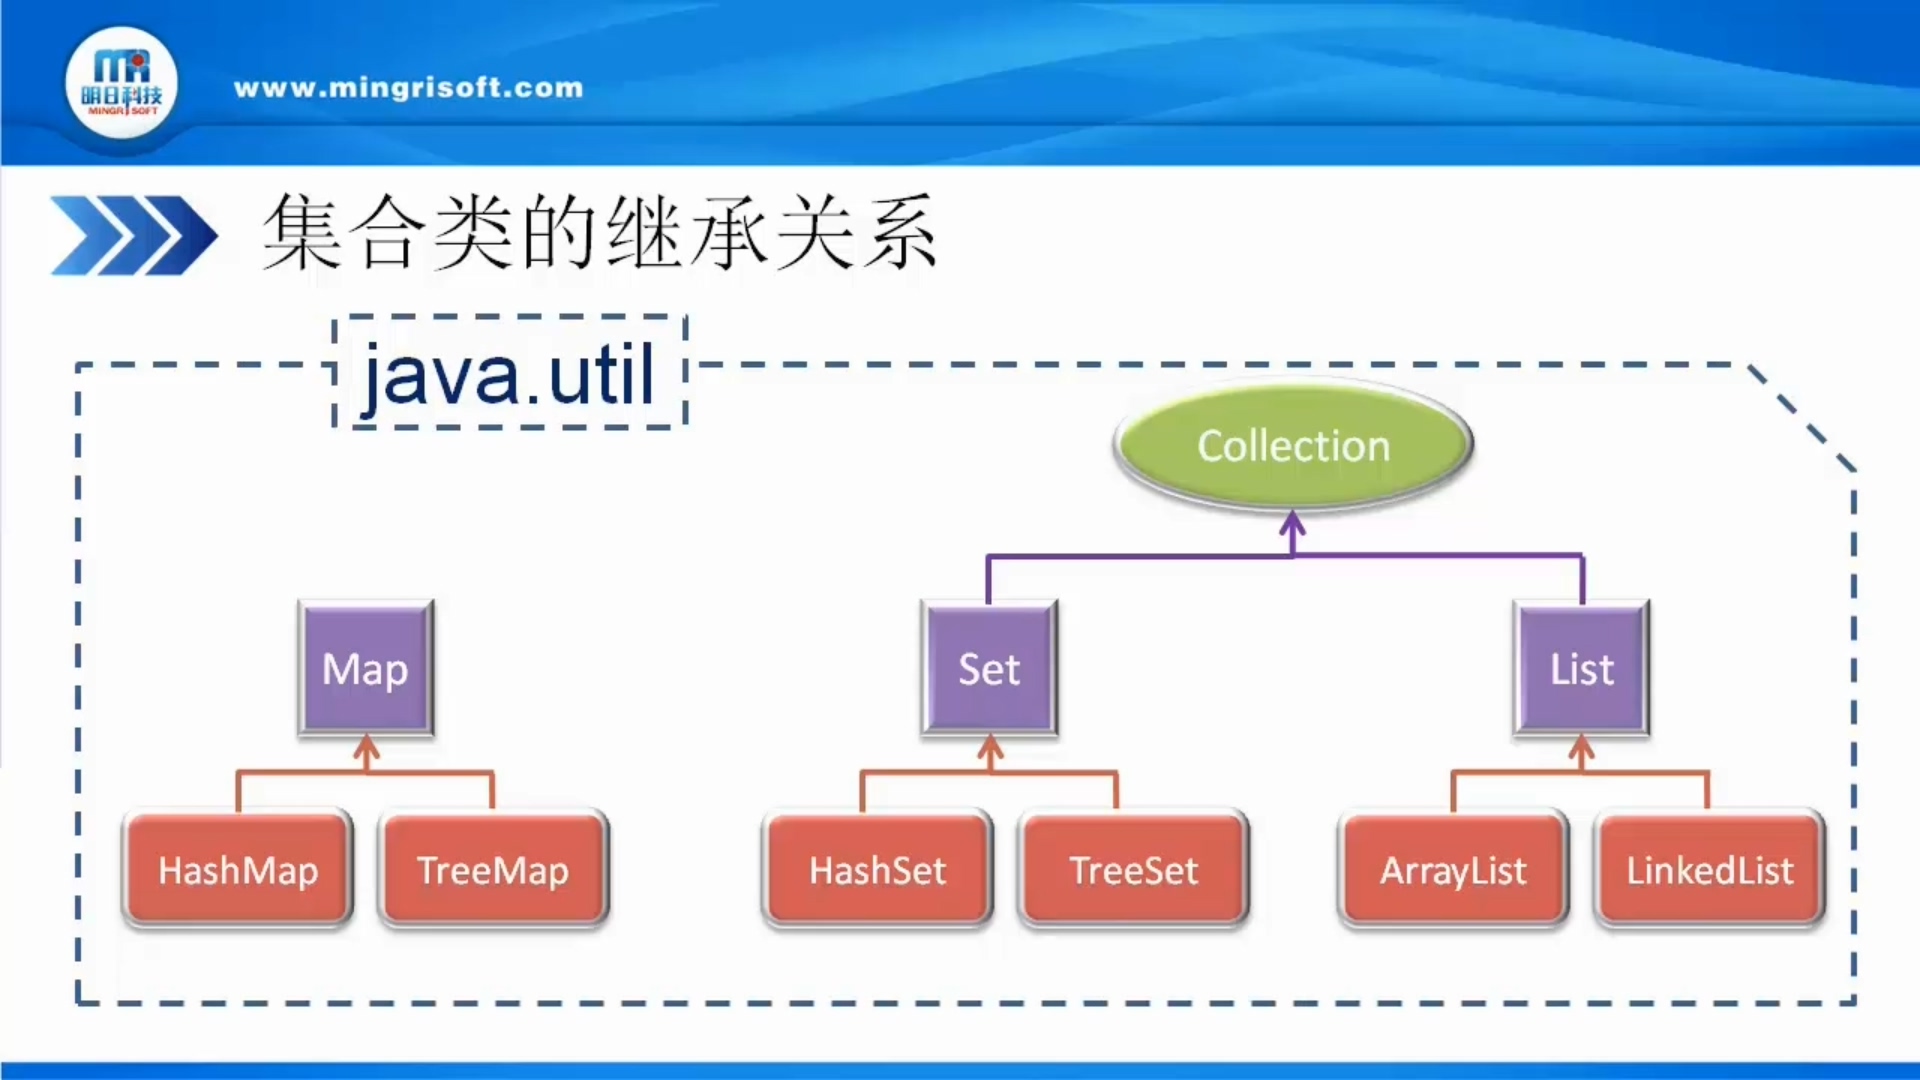 明日科技
MINGRISOFT
www.mingrisoft.com
集合类的继承关系
java.util
Collection
Map
Set
List
HashMap
TreeMap
HashSet
TreeSet
ArrayList
LinkedList